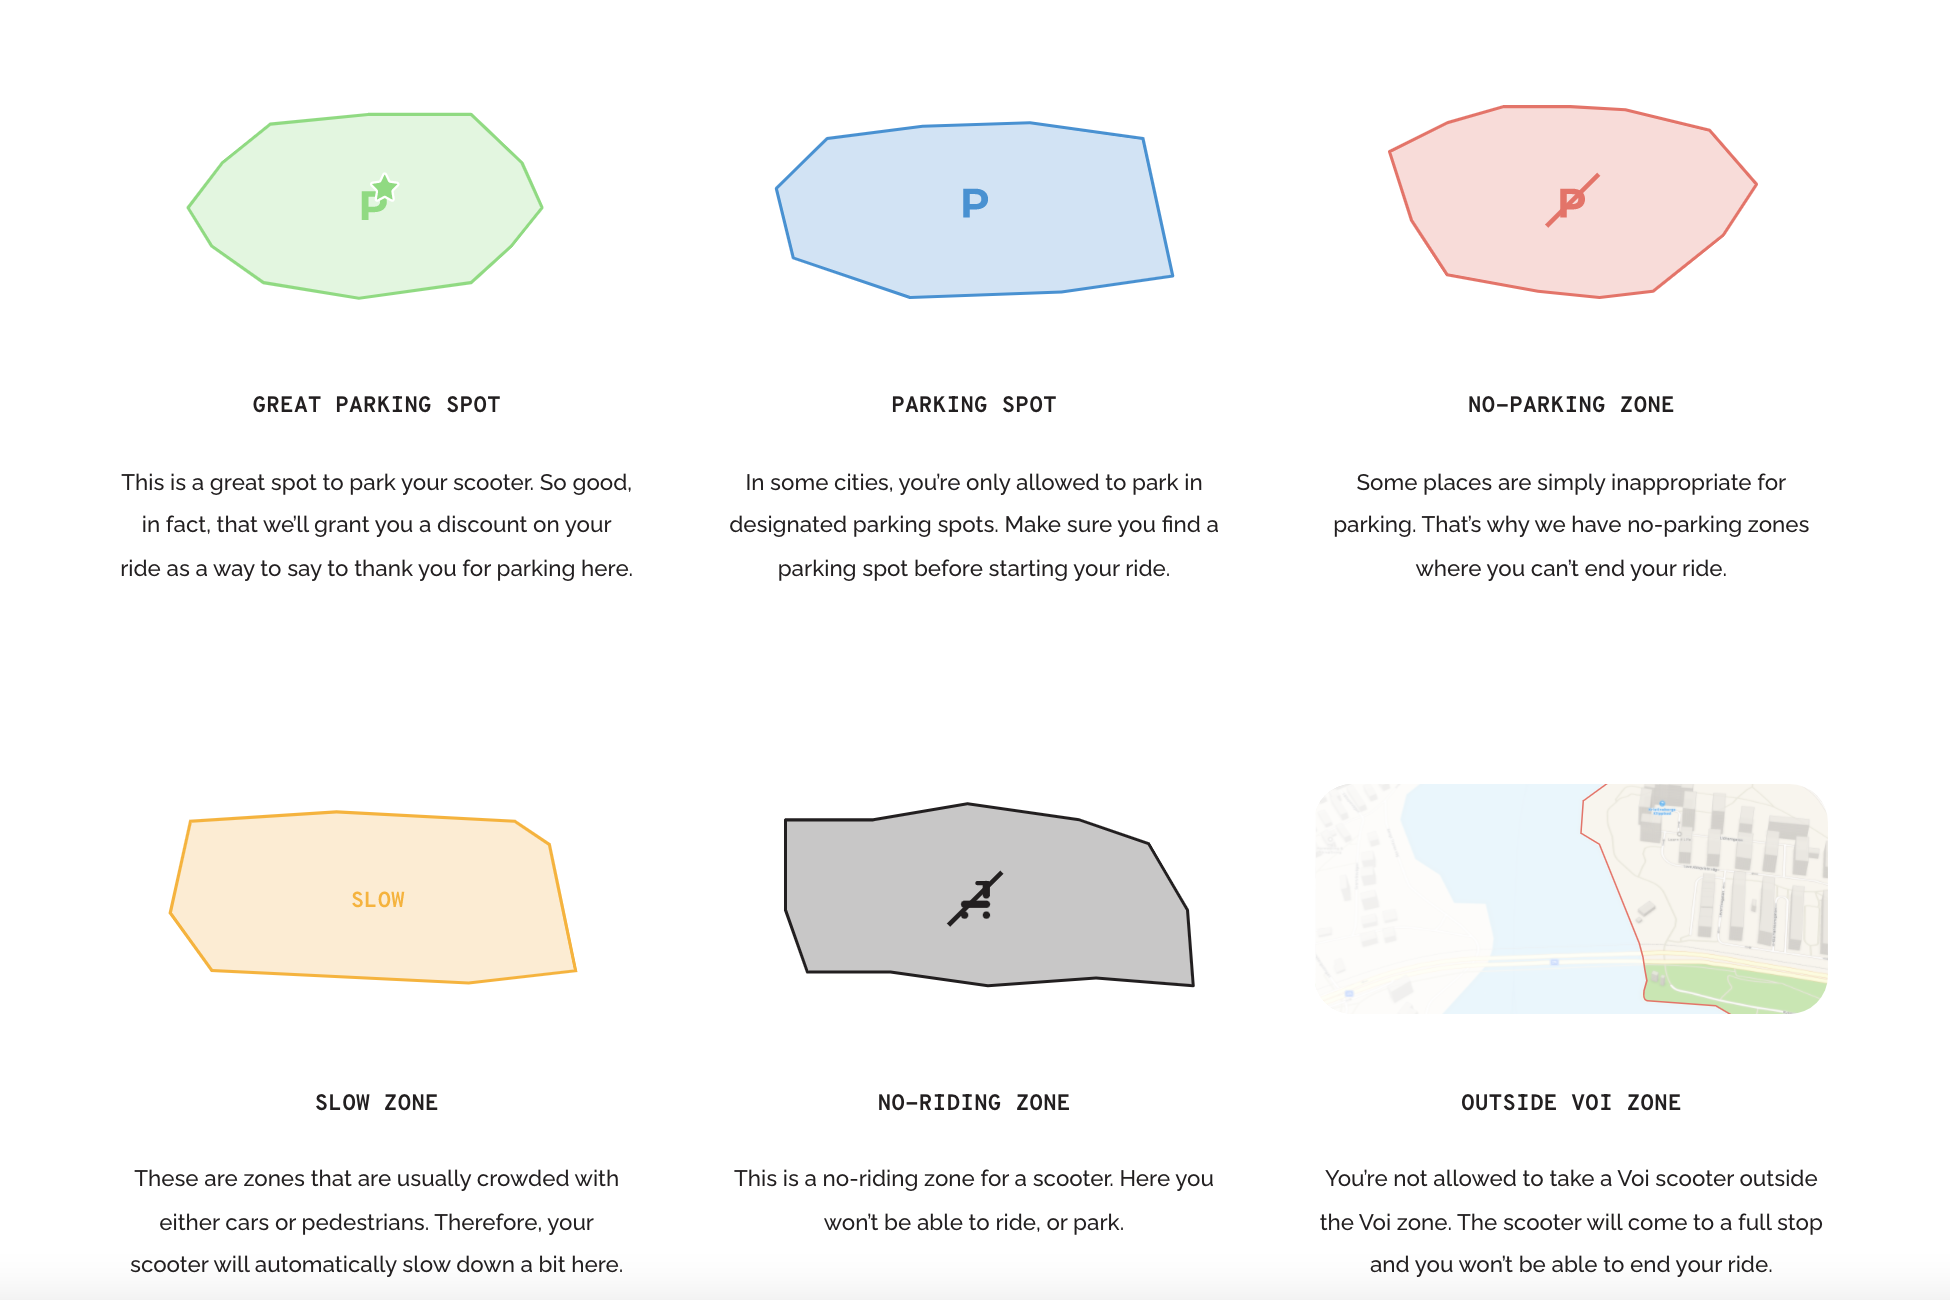 P
P
P
GREAT PARKING SPOT
This is a great spot to park your scooter. So good,
in fact, that we'll grant you a discount on your
ride as a way to say to thank you for parking here.
PARKING SPOT
In some cities, you're only allowed to park in
designated parking spots. Make sure you find a
parking spot before starting your ride.
NO-PARKING ZONE
Some places are simply inappropriate for
parking. That's why we have no-parking zones
where you can't end your ride.
SLOW
SLOW ZONE
These are zones that are usually crowded with
either cars or pedestrians. Therefore, your
scooter will automatically slow down a bit here.
NO-RIDING ZONE
This is a no-riding zone for a scooter. Here you
won't be able to ride, or park.
OUTSIDE VOI ZONE
You're not allowed to take a Voi scooter outside
the Voi zone. The scooter will come to a full stop
and you won't be able to end your ride.